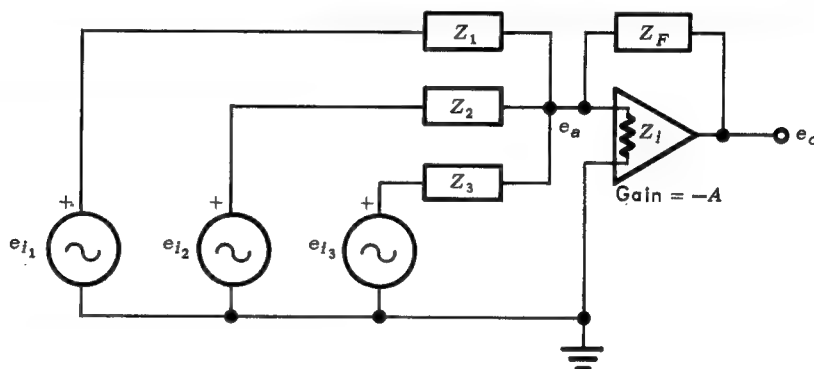 Z1
ZF
Z2
ea
Zi
eo
Z3
Gain = −A
+
+
+
ei1
ei2
ei3